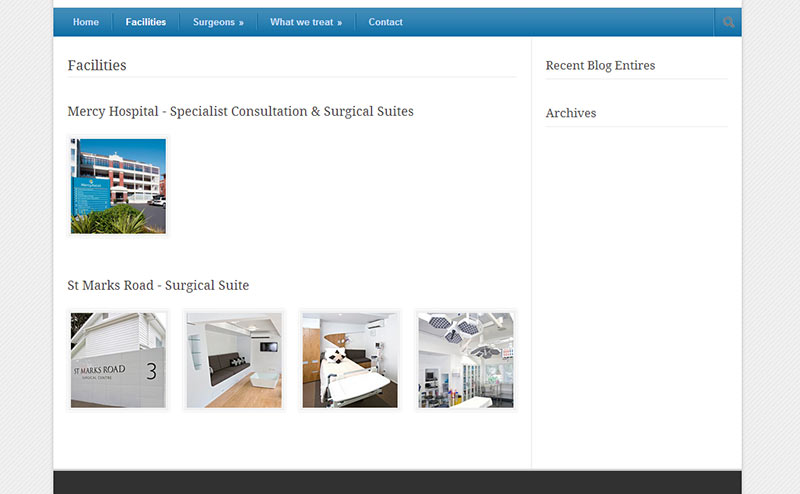 Home Facilities Surgeons » What we treat » Contact
Facilities
Mercy Hospital - Specialist Consultation & Surgical Suites
St Marks Road - Surgical Suite
ST MARKS ROAD 3
SURGICAL CENTRE
Recent Blog Entires
Archives